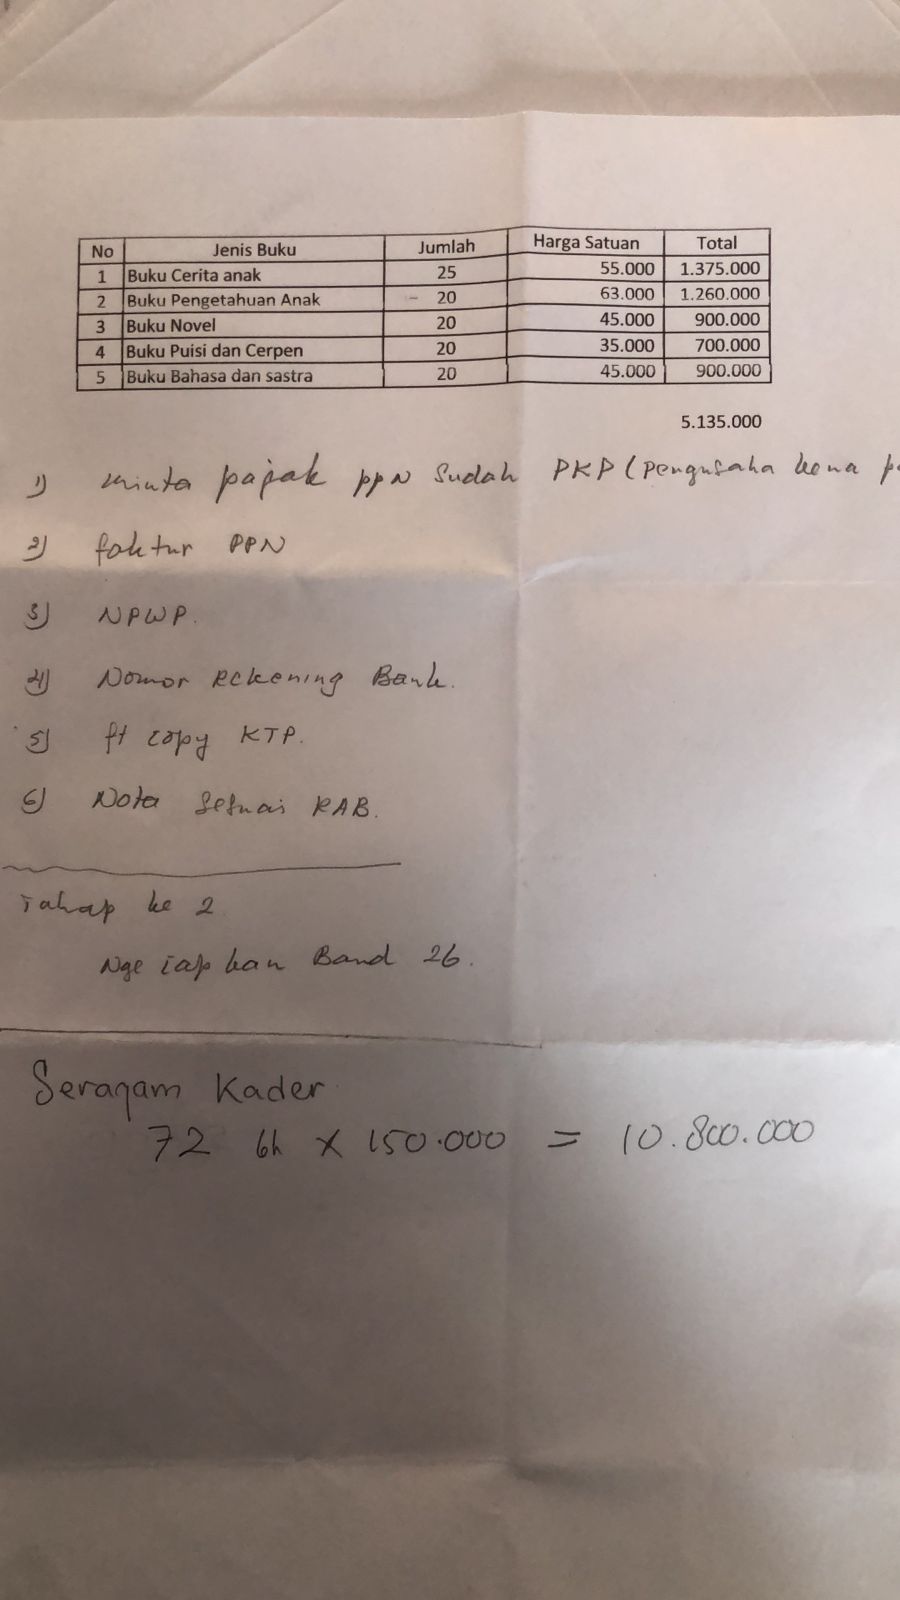 No Jenis Buku Jumlah Harga Satuan Total
1 Buku Cerita anak 25 55.000 1.375.000
2 Buku Pengetahuan Anak 20 63.000 1.260.000
3 Buku Novel 20 45.000 900.000
4 Buku Puisi dan Cerpen 20 35.000 700.000
5 Buku Bahasa dan sastra 20 45.000 900.000
5.135.000
1) Minta pajak PPN Sudah PKP (Pengusaha kena
2) faktur PPN
3) NPWP.
4) Nomor Rekening Bank.
5) ft copy KTP.
6) Nota Sesuai RAB.
Tahap ke 2
Band 26.
Seragam Kader
72 bh x 150.000 = 10.800.000